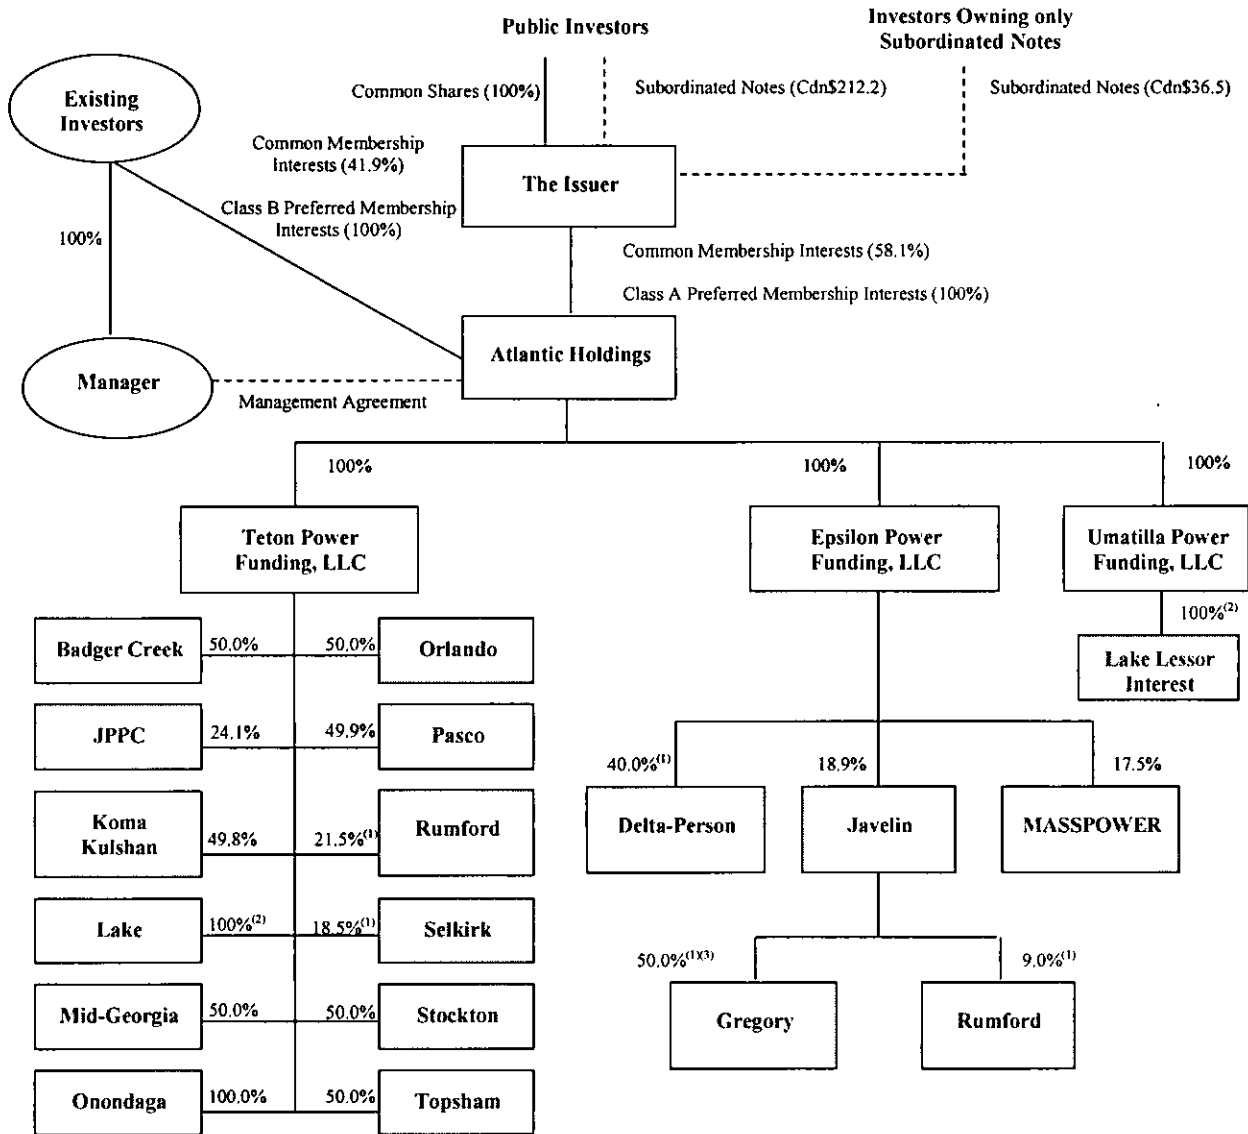 Public Investors
Investors Owning only
Subordinated Notes
Common Shares (100%)
Subordinated Notes (Cdn$212.2)
Subordinated Notes (Cdn$36.5)
Existing
Investors
Common Membership
Interests (41.9%)
The Issuer
Class B Preferred Membership
Interests (100%)
100%
Common Membership Interests (58.1%)
Class A Preferred Membership Interests (100%)
Atlantic Holdings
Manager
Management Agreement
100%
100%
100%
Teton Power
Funding, LLC
Epsilon Power
Funding, LLC
Umatilla Power
Funding, LLC
100%(2)
Lake Lessor
Interest
Badger Creek
50.0%
50.0%
Orlando
JPPC
24.1%
49.9%
Pasco
Koma
Kulshan
49.8%
21.5%(1)
Rumford
Lake
100%(2)
18.5%(1)
Selkirk
Mid-Georgia
50.0%
50.0%
Stockton
Onondaga
100.0%
50.0%
Topsham
40.0%(1)
18.9%
17.5%
Delta-Person
Javelin
MASSPOWER
50.0%(1)(3)
9.0%(1)
Gregory
Rumford